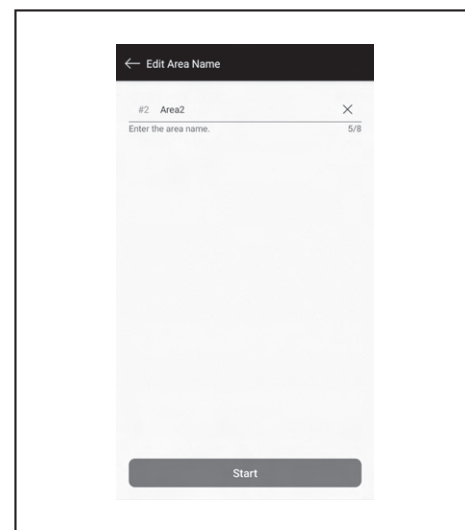 ← Edit Area Name
#2 Area2 ×
Enter the area name. 5/8
Start